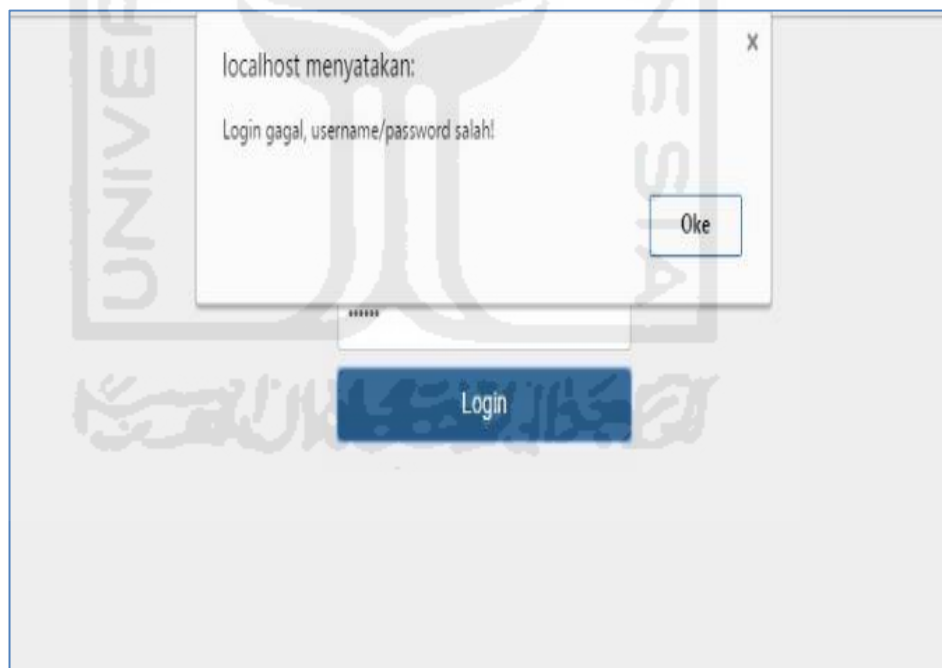 localhost menyatakan:
x
Login gagal, username/password salah!
Oke
••••••
Login